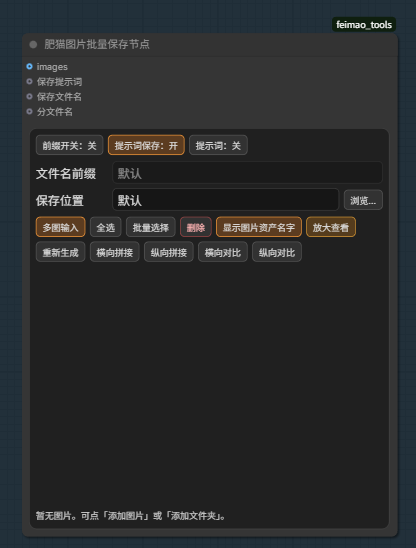 feimao_tools
肥猫图片批量保存节点
images
保存提示词
保存文件名
分文件名
前缀开关：关 提示词保存：开 提示词：关
文件名前缀 默认
保存位置 默认 浏览...
多图输入 全选 批量选择 删除 显示图片资产名字 放大查看
重新生成 横向拼接 纵向拼接 横向对比 纵向对比
暂无图片。可点「添加图片」或「添加文件夹」。